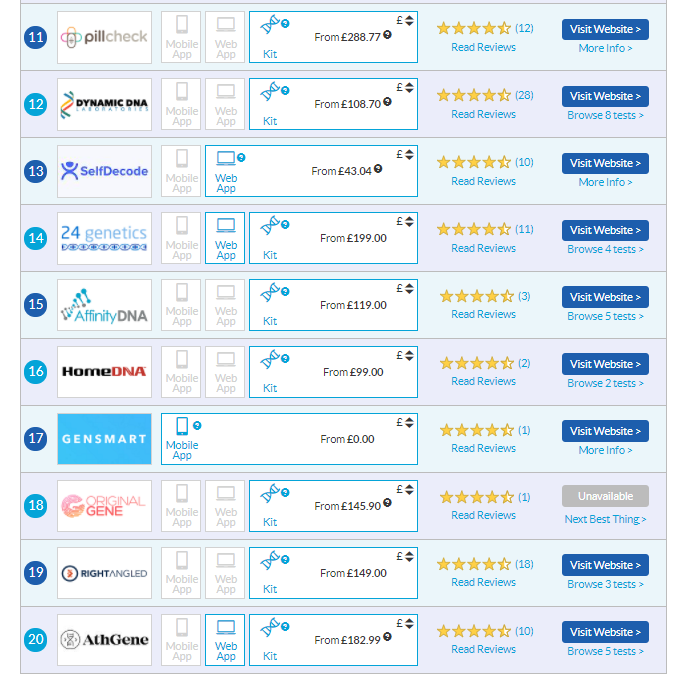 11
pillcheck
Mobile App
Web App
Kit
From £288.77
£
(12)
Read Reviews
Visit Website >
More Info >
12
DYNAMIC DNA
LABORATORIES
Mobile App
Web App
Kit
From £108.70
£
(28)
Read Reviews
Visit Website >
Browse 8 tests >
13
SelfDecode
Mobile App
Web App
From £43.04
£
(10)
Read Reviews
Visit Website >
More Info >
14
24 genetics
Mobile App
Web App
Kit
From £199.00
£
(11)
Read Reviews
Visit Website >
Browse 4 tests >
15
AffinityDNA
Mobile App
Web App
Kit
From £119.00
£
(3)
Read Reviews
Visit Website >
Browse 5 tests >
16
HomeDNA
Mobile App
Web App
Kit
From £99.00
£
(2)
Read Reviews
Visit Website >
Browse 2 tests >
17
GENSMART
Mobile App
From £0.00
£
(1)
Read Reviews
Visit Website >
More Info >
18
ORIGINAL
GENE
Mobile App
Web App
Kit
From £145.90
£
(1)
Read Reviews
Unavailable
Next Best Thing >
19
RIGHTANGLED
Mobile App
Web App
Kit
From £149.00
£
(18)
Read Reviews
Visit Website >
Browse 3 tests >
20
AthGene
Mobile App
Web App
Kit
From £182.99
£
(10)
Read Reviews
Visit Website >
Browse 5 tests >